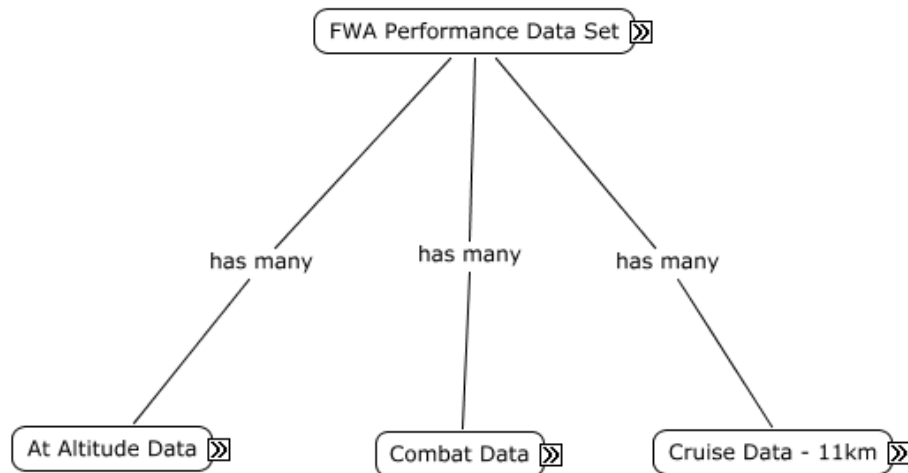 FWA Performance Data Set
has many
has many
has many
At Altitude Data
Combat Data
Cruise Data - 11km